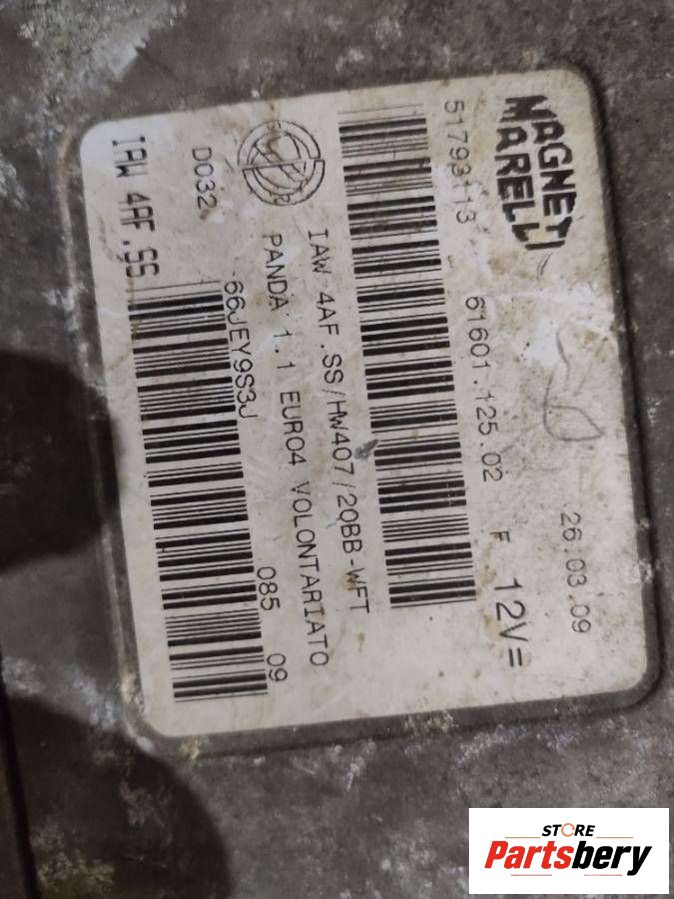 MAGNETI
MARELLI
26.03.09
51793113 61601.125.02 F 12V=
IAW 4AF.SS/HW407/20BB-WFT
PANDA 1.1 EURO4 VOLONTARIATO
66JEY9S3J 085 09
D032
IAW 4AF.SS
STORE
Partsbery